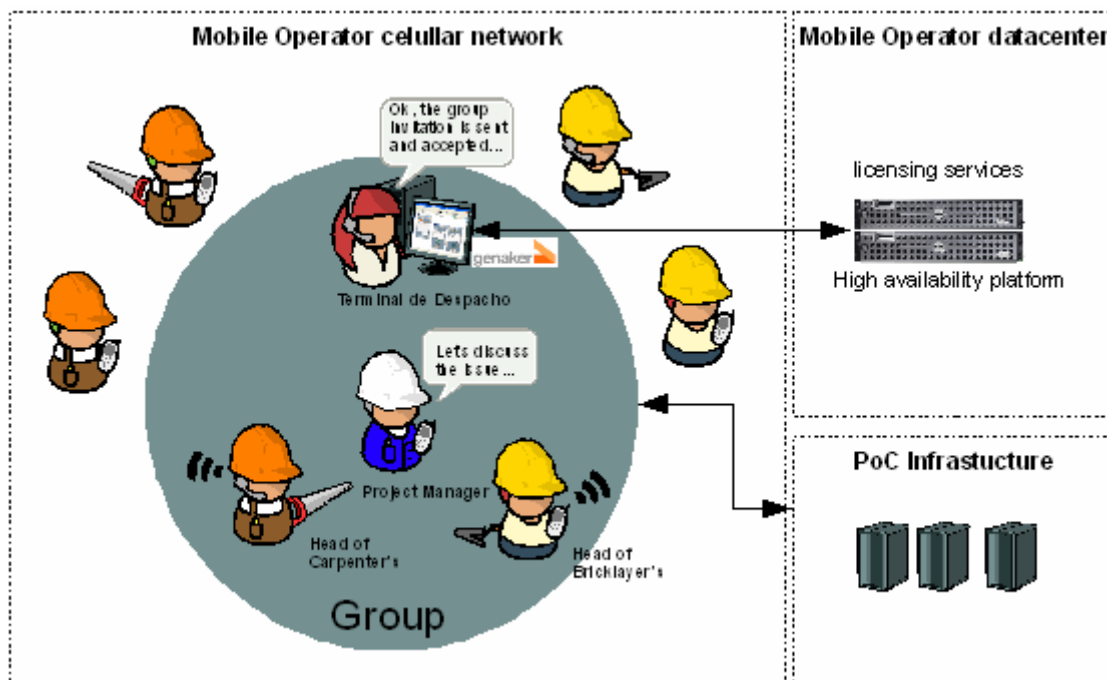 Mobile Operator celullar network
Mobile Operator datacenter
Ok, the group
invitation is sent
and accepted...
licensing services
genaker
High availability platform
Terminal de Despacho
Lets discuss
the issue...
PoC Infrastucture
Project Manager
Head of
Carpenter's
Head of
Bricklayer's
Group